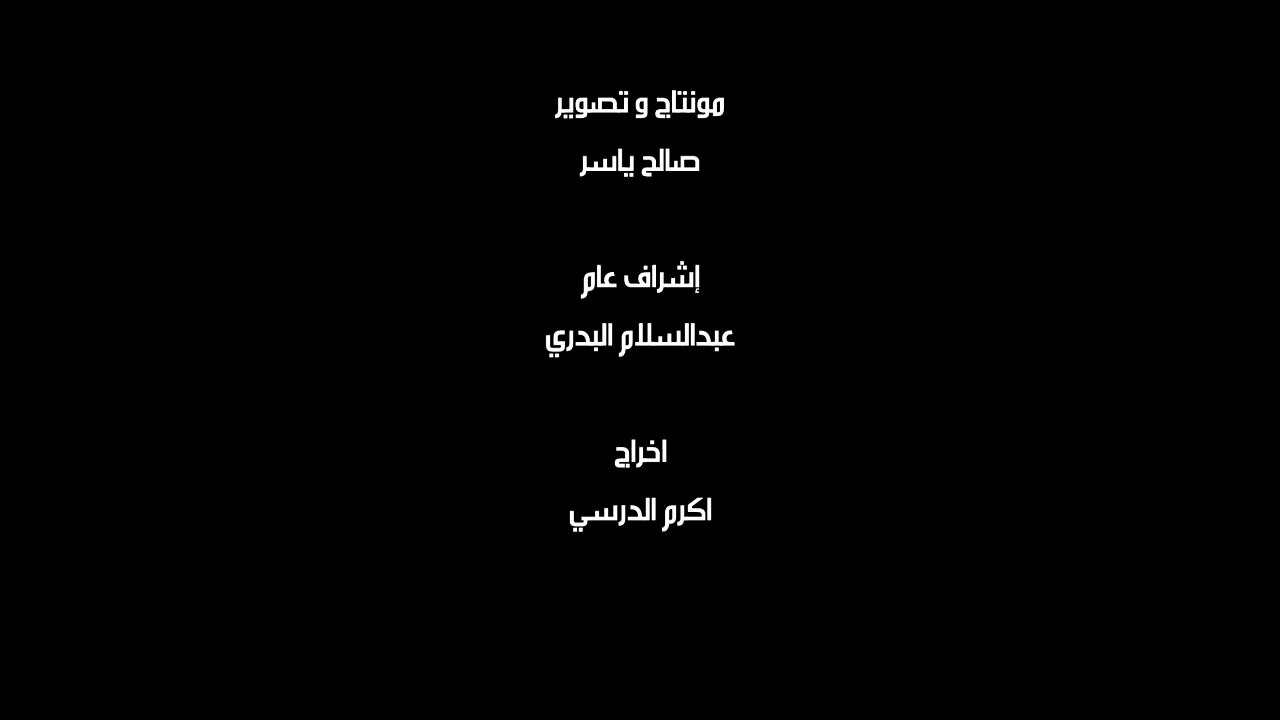 مونتاج و تصوير
صالح ياسر
إشراف عام
عبدالسلام البدري
اخراج
اكرم الدرسي